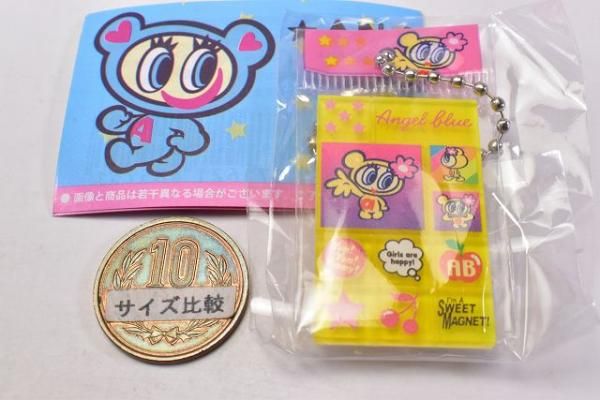 A
● 画像と商品は若干異なる場合がございます
10
サイズ比較
Angel blue
a
Girls are
happy!
AB
I'm A
SWEET
MAGNET!